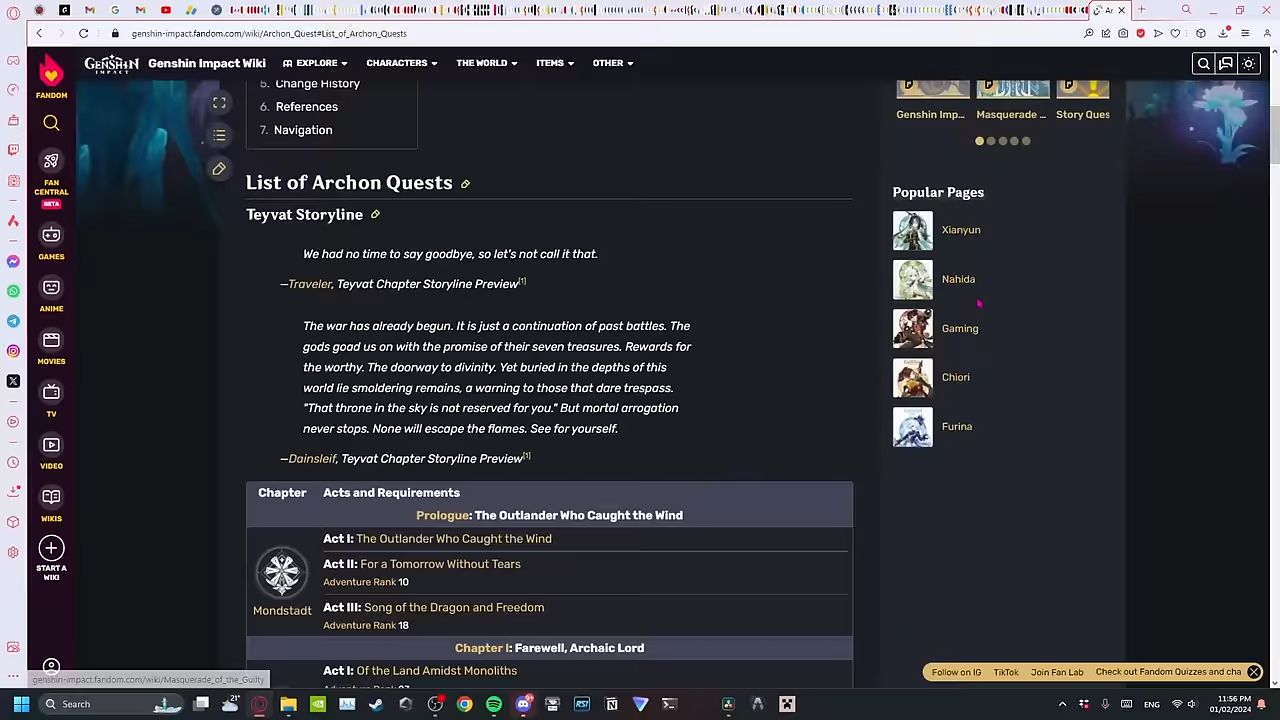 Ar
genshin-impact.fandom.com/wiki/Archon_Quest#List_of_Archon_Quests
FANDOM
GENSHIN IMPACT
Genshin Impact Wiki
EXPLORE
CHARACTERS
THE WORLD
ITEMS
OTHER
5. Change History
6. References
7. Navigation
Genshin Imp...
Masquerade ...
Story Ques
FAN CENTRAL
BETA
GAMES
ANIME
MOVIES
TV
VIDEO
WIKIS
START A WIKI
List of Archon Quests
Teyvat Storyline
We had no time to say goodbye, so let's not call it that.
—Traveler, Teyvat Chapter Storyline Preview[1]
The war has already begun. It is just a continuation of past battles. The
gods goad us on with the promise of their seven treasures. Rewards for
the worthy. The doorway to divinity. Yet buried in the depths of this
world lie smoldering remains, a warning to those that dare trespass.
"That throne in the sky is not reserved for you." But mortal arrogation
never stops. None will escape the flames. See for yourself.
—Dainsleif, Teyvat Chapter Storyline Preview[1]
Popular Pages
Xianyun
Nahida
Gaming
Chiori
Furina
Chapter
Acts and Requirements
Prologue: The Outlander Who Caught the Wind
Mondstadt
Act I: The Outlander Who Caught the Wind
Act II: For a Tomorrow Without Tears
Adventure Rank 10
Act III: Song of the Dragon and Freedom
Adventure Rank 18
Chapter I: Farewell, Archaic Lord
Act I: Of the Land Amidst Monoliths
Follow on IG
TikTok
Join Fan Lab
Check out Fandom Quizzes and cha
genshin-impact.fandom.com/wiki/Masquerade_of_the_Guilty
Search
21°
ENG
11:56 PM
01/02/2024